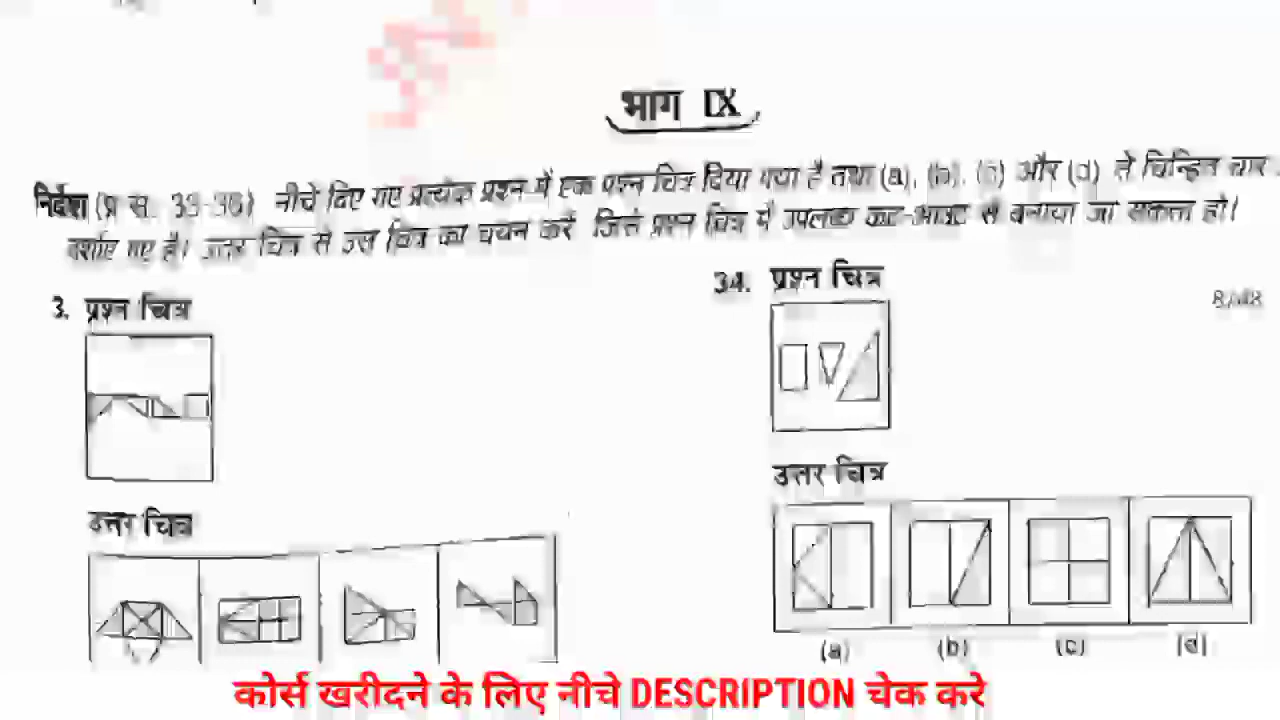 भाग IX
निर्देश (प्र सं. 33-36) नीचे दिए गए प्रत्येक प्रश्न में एक प्रश्न चित्र दिया गया है तथा (a), (b), (c) और (d) से चिन्हित चार
दर्शाए गए है। उत्तर चित्र से उस चित्र का चयन करें जिसे प्रश्न चित्र में उपलब्ध कट-आउट से बनाया जा सकता हो।
3. प्रश्न चित्र
34. प्रश्न चित्र
उत्तर चित्र
उत्तर चित्र
(a) (b) (c) (d)
कोर्स खरीदने के लिए नीचे DESCRIPTION चेक करे